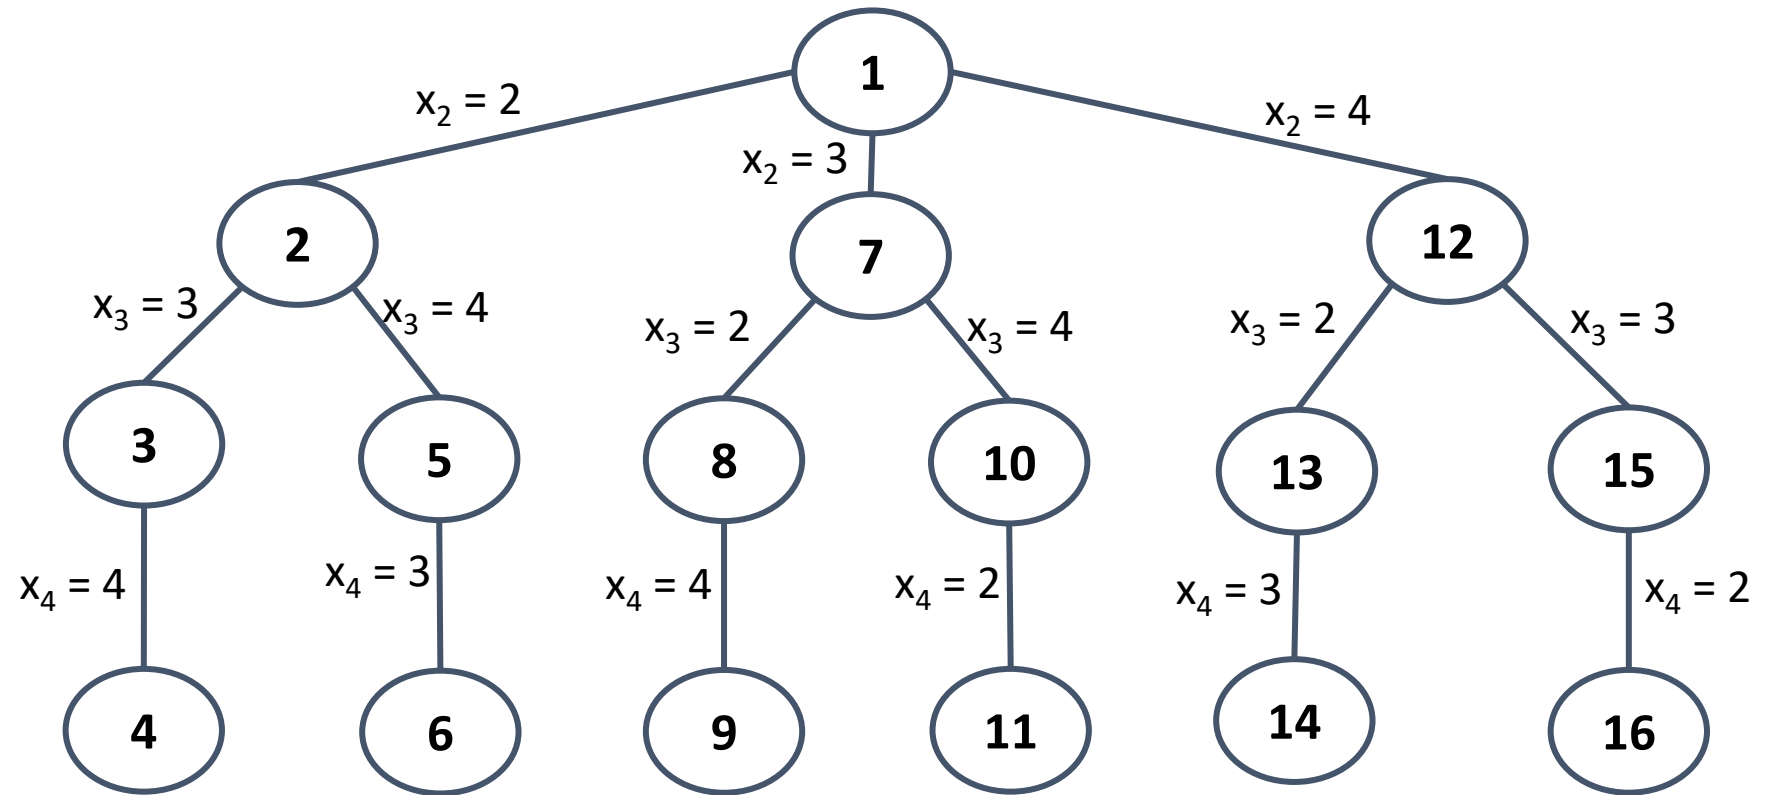 1
x₂ = 2
x₂ = 3
x₂ = 4
2
7
12
x₃ = 3
x₃ = 4
x₃ = 2
x₃ = 4
x₃ = 2
x₃ = 3
3
5
8
10
13
15
x₄ = 4
x₄ = 3
x₄ = 4
x₄ = 2
x₄ = 3
x₄ = 2
4
6
9
11
14
16